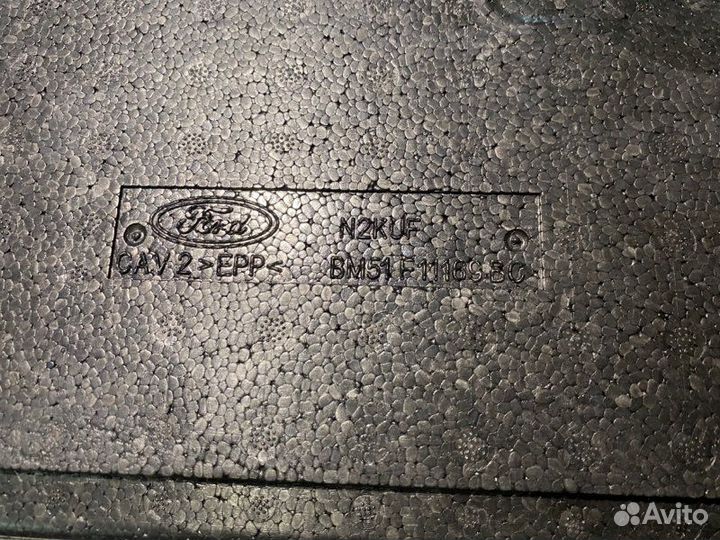 Ford N2KUF
CAV 2 >EPP< BM51 F11169 BC
Avito